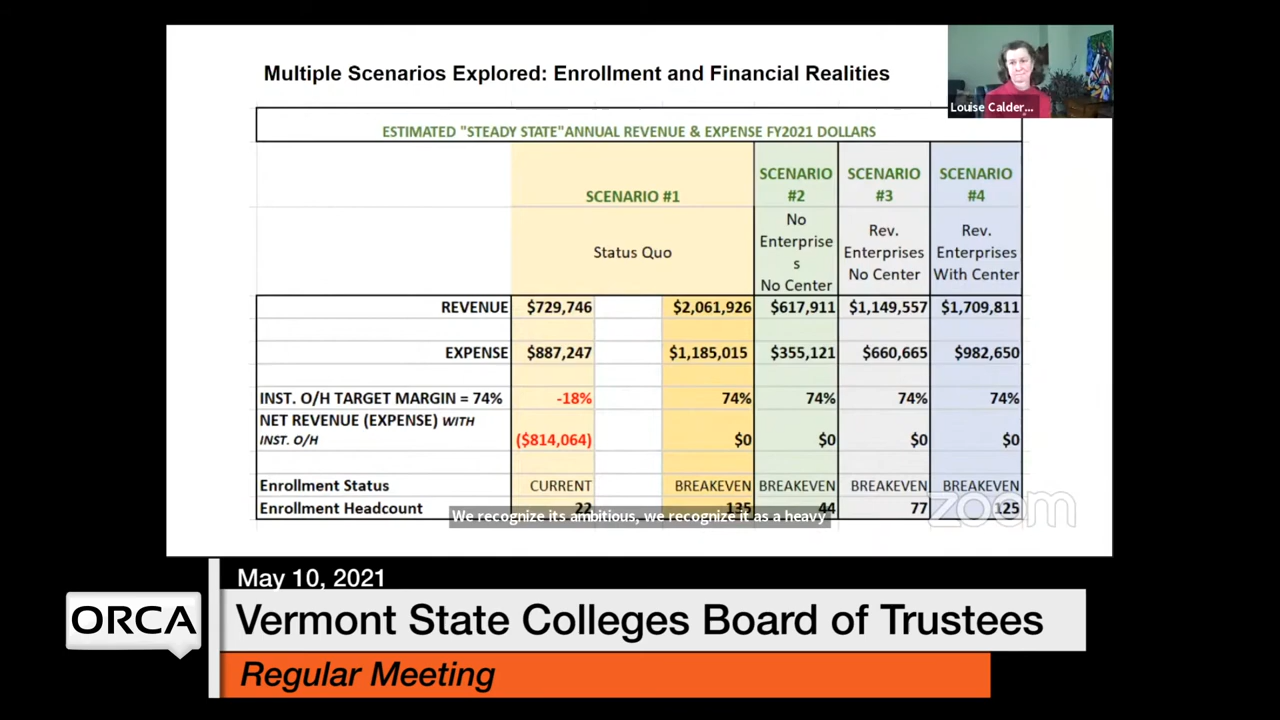 Multiple Scenarios Explored: Enrollment and Financial Realities
Louise Calder...
ESTIMATED "STEADY STATE"ANNUAL REVENUE & EXPENSE FY2021 DOLLARS
SCENARIO #1
SCENARIO
#2
SCENARIO
#3
SCENARIO
#4
Status Quo
No
Enterprise
s
No Center
Rev.
Enterprises
No Center
Rev.
Enterprises
With Center
REVENUE $729,746 $2,061,926 $617,911 $1,149,557 $1,709,811
EXPENSE $887,247 $1,185,015 $355,121 $660,665 $982,650
INST. O/H TARGET MARGIN = 74% -18% 74% 74% 74% 74%
NET REVENUE (EXPENSE) WITH
INST. O/H ($814,064) $0 $0 $0 $0
Enrollment Status CURRENT BREAKEVEN BREAKEVEN BREAKEVEN BREAKEVEN
Enrollment Headcount 22 135 44 77 125
zoom
We recognize its ambitious, we recognize it as a heavy
May 10, 2021
ORCA
Vermont State Colleges Board of Trustees
Regular Meeting